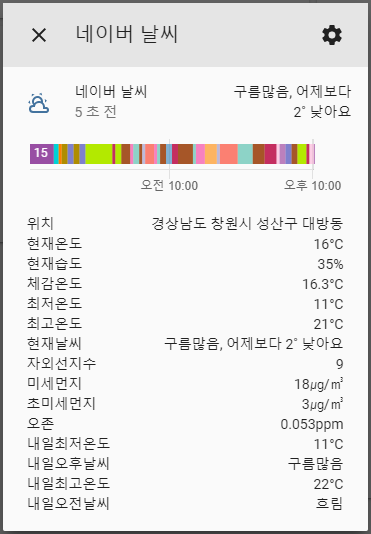 네이버 날씨
네이버 날씨
구름많음, 어제보다
5 초 전
2˚ 낮아요
15
오전 10:00
오후 10:00
위치 경상남도 창원시 성산구 대방동
현재온도 16°C
현재습도 35%
체감온도 16.3°C
최저온도 11°C
최고온도 21°C
현재날씨 구름많음, 어제보다 2˚ 낮아요
자외선지수 9
미세먼지 18㎍/㎥
초미세먼지 3㎍/㎥
오존 0.053ppm
내일최저온도 11°C
내일오후날씨 구름많음
내일최고온도 22°C
내일오전날씨 흐림